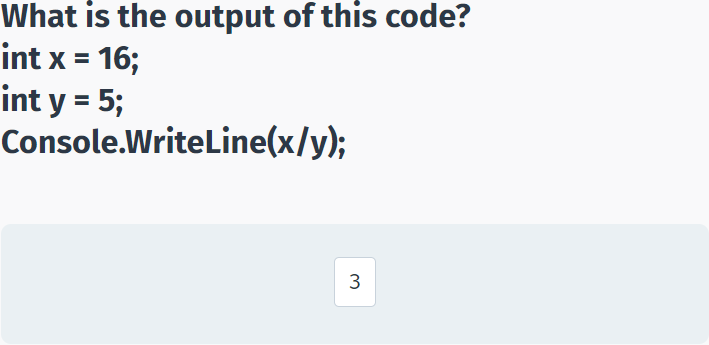 What is the output of this code?
int x = 16;
int y = 5;
Console.WriteLine(x/y);
3